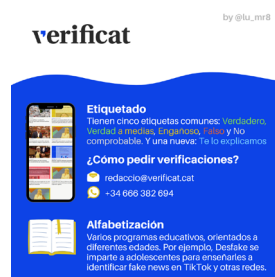 by @lu_mr8
verificat
Etiquetado
Tienen cinco etiquetas comunes: Verdadero,
Verdad a medias, Engañoso, Falso y No
comprobable. Y una nueva: Te lo explicamos
¿Cómo pedir verificaciones?
redaccio@verificat.cat
+34 666 382 694
Alfabetización
Varios programas educativos, orientados a
diferentes edades. Por ejemplo, Desfake se
imparte a adolescentes para enseñarles a
identificar fake news en TikTok y otras redes.